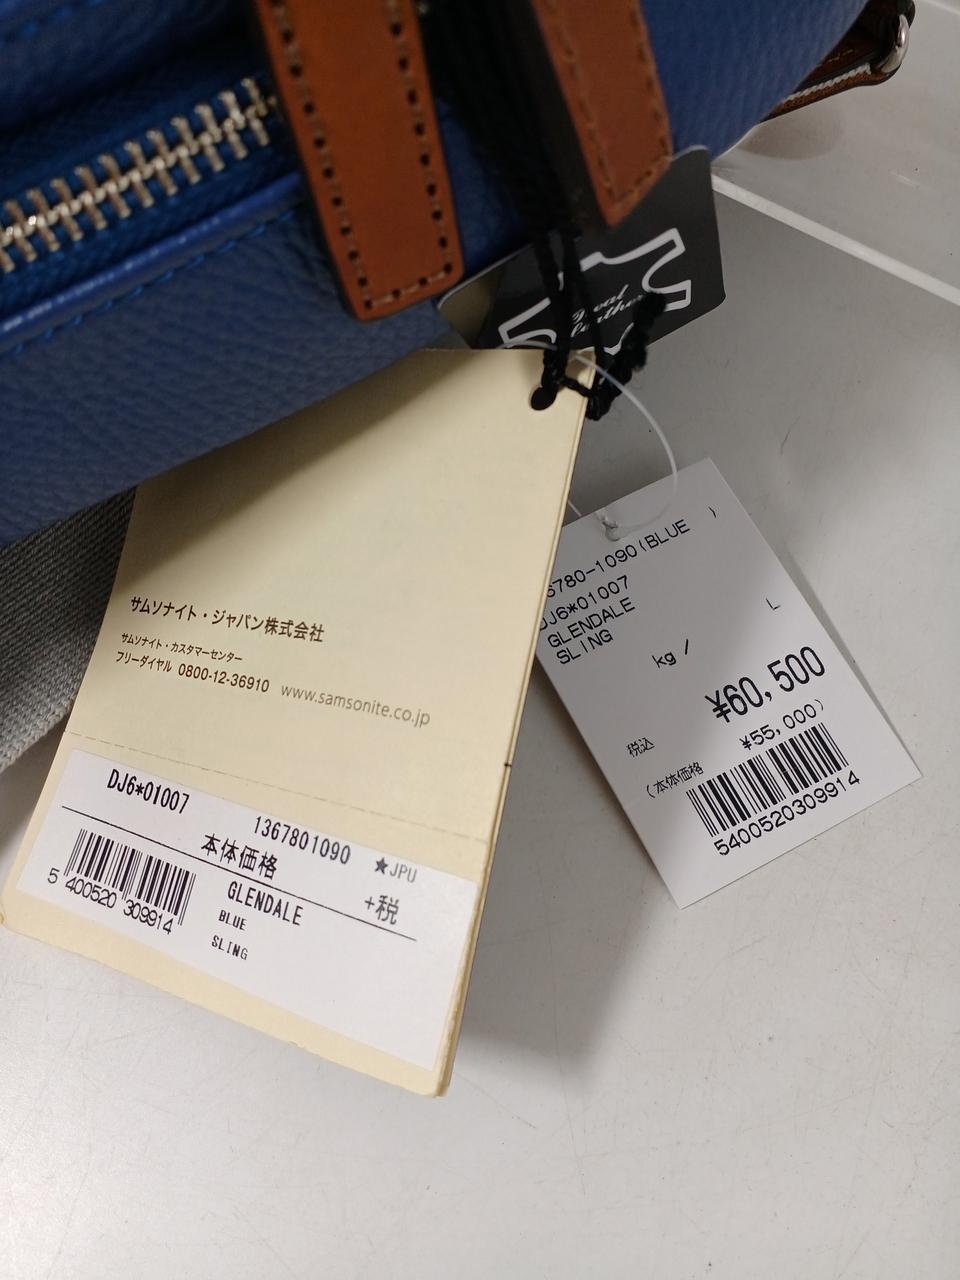 Real
Leather
サムソナイト・ジャパン株式会社
サムソナイト・カスタマーセンター
フリーダイヤル 0800-12-36910 www.samsonite.co.jp
DJ6*01007
1367801090 ★JPU
本体価格 +税
GLENDALE
BLUE
SLING
5 400520 309914
6780-1090(BLUE )
DJ6*01007
GLENDALE
SLING L
kg /
¥60,500
税込
(本体価格 ¥55,000)
5400520309914